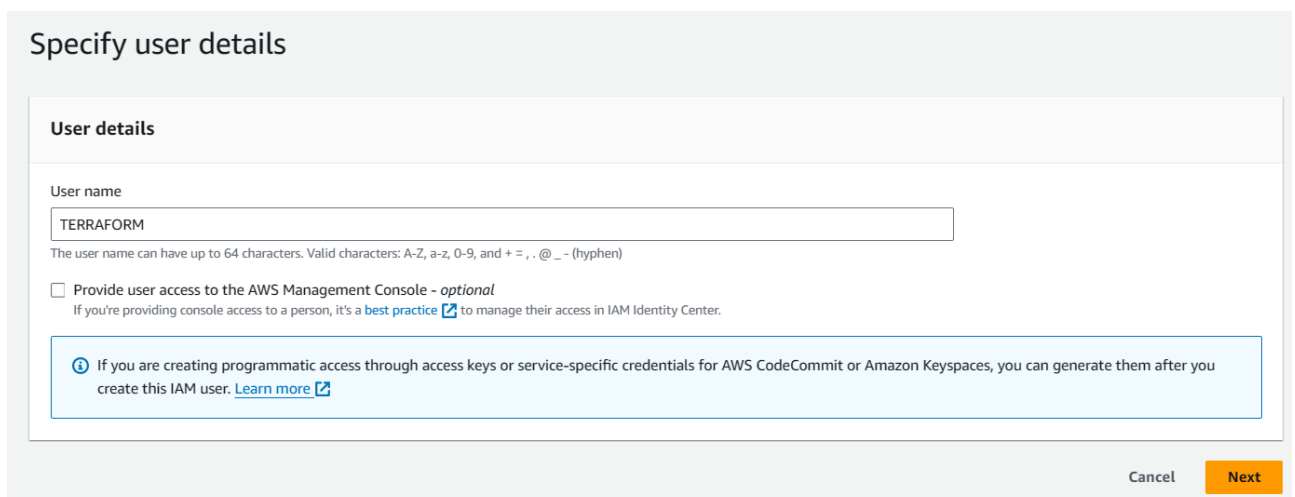 Specify user details
User details
User name
TERRAFORM
The user name can have up to 64 characters. Valid characters: A-Z, a-z, 0-9, and + = , . @ _ - (hyphen)
Provide user access to the AWS Management Console - optional
If you're providing console access to a person, it's a best practice to manage their access in IAM Identity Center.
If you are creating programmatic access through access keys or service-specific credentials for AWS CodeCommit or Amazon Keyspaces, you can generate them after you
create this IAM user. Learn more
Cancel Next